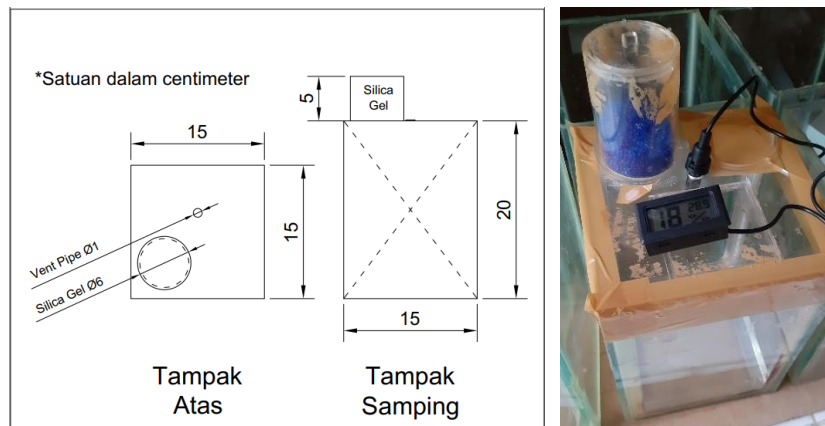 *Satuan dalam centimeter
Silica
Gel
5
15
15
20
Vent Pipe Ø1
Silica Gel Ø6
15
Tampak
Atas
Tampak
Samping